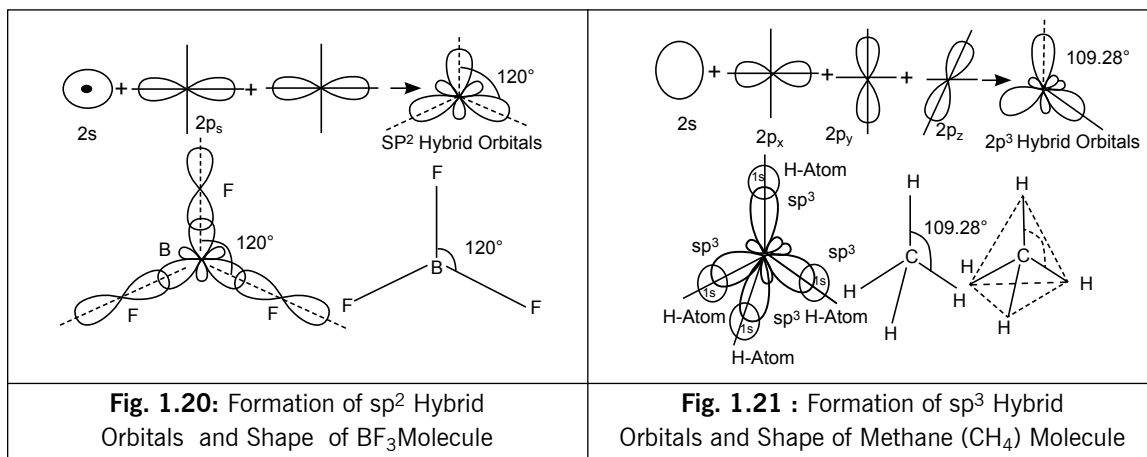 120°
2s
+
2pₛ
+
SP² Hybrid Orbitals
F
B
120°
F
F
F
120°
B
F
F
Fig. 1.20: Formation of sp² Hybrid
Orbitals and Shape of BF₃Molecule
109.28°
2s
+
2pₓ
+
2p_y
+
2p_z
2p³ Hybrid Orbitals
1s
H-Atom
sp³
sp³
sp³
1s
1s
H-Atom
1s
sp³
H-Atom
H-Atom
H
109.28°
C
H
H
H
H
C
H
H
H
Fig. 1.21 : Formation of sp³ Hybrid
Orbitals and Shape of Methane (CH₄) Molecule